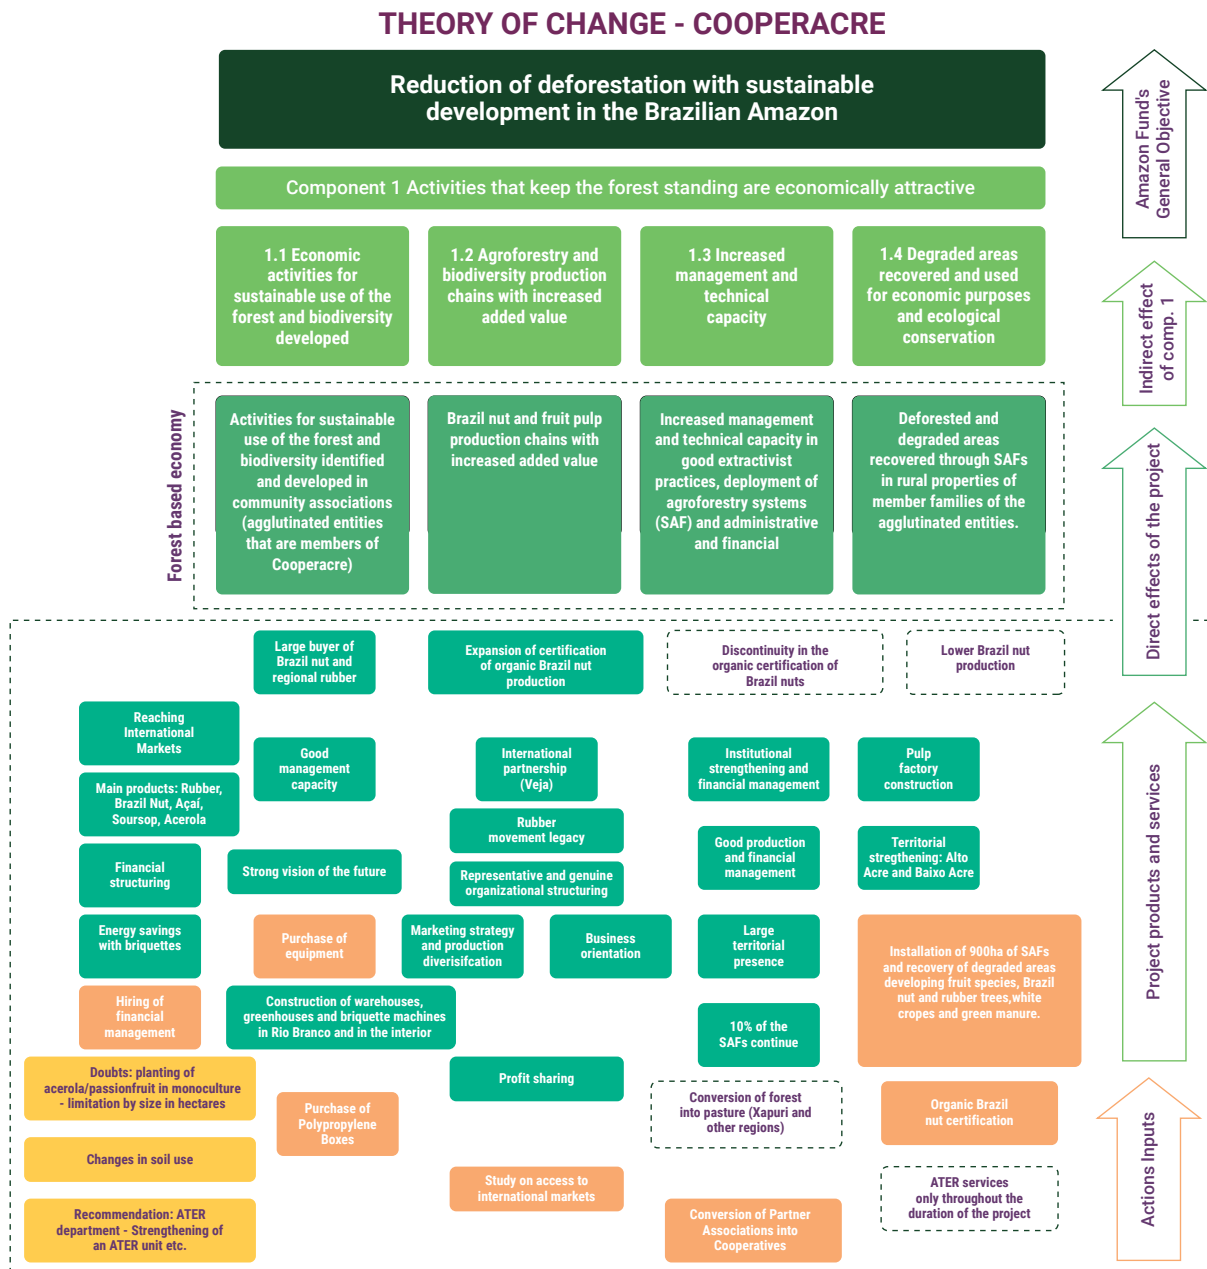 THEORY OF CHANGE - COOPERACRE
Reduction of deforestation with sustainable
development in the Brazilian Amazon
Amazon Fund's
General Objective
Component 1 Activities that keep the forest standing are economically attractive
1.1 Economic
activities for
sustainable use of the
forest and biodiversity
developed
1.2 Agroforestry and
biodiversity production
chains with increased
added value
1.3 Increased
management and
technical
capacity
1.4 Degraded areas
recovered and used
for economic purposes
and ecological
conservation
Indirect effect
of comp. 1
Forest based economy
Activities for sustainable
use of the forest and
biodiversity identified
and developed in
community associations
(agglutinated entities
that are members of
Cooperacre)
Brazil nut and fruit pulp
production chains with
increased added value
Increased management
and technical capacity in
good extractivist
practices, deployment of
agroforestry systems
(SAF) and administrative
and financial
Deforested and
degraded areas
recovered through SAFs
in rural properties of
member families of the
agglutinated entities.
Direct effects of the project
Large buyer of
Brazil nut and
regional rubber
Expansion of certification
of organic Brazil nut
production
Discontinuity in the
organic certification of
Brazil nuts
Lower Brazil nut
production
Reaching
International
Markets
Good
management
capacity
International
partnership
(Veja)
Institutional
strengthening and
financial management
Pulp
factory
construction
Main products: Rubber,
Brazil Nut, Açaí,
Soursop, Acerola
Rubber
movement legacy
Good production
and financial
management
Territorial
stregthening: Alto
Acre and Baixo Acre
Financial
structuring
Strong vision of the future
Representative and genuine
organizational structuring
Energy savings
with briquettes
Purchase of
equipment
Marketing strategy
and production
diverisifcation
Business
orientation
Large
territorial
presence
Installation of 900ha of SAFs
and recovery of degraded areas
developing fruit species, Brazil
nut and rubber trees,white
cropes and green manure.
Project products and services
Hiring of
financial
management
Construction of warehouses,
greenhouses and briquette machines
in Rio Branco and in the interior
10% of the
SAFs continue
Doubts: planting of
acerola/passionfruit in monoculture
- limitation by size in hectares
Profit sharing
Purchase of
Polypropylene
Boxes
Conversion of forest
into pasture (Xapuri and
other regions)
Organic Brazil
nut certification
Changes in soil use
Study on access to
international markets
ATER services
only throughout the
duration of the project
Recommendation: ATER
department - Strengthening of
an ATER unit etc.
Conversion of Partner
Associations into
Cooperatives
Actions Inputs